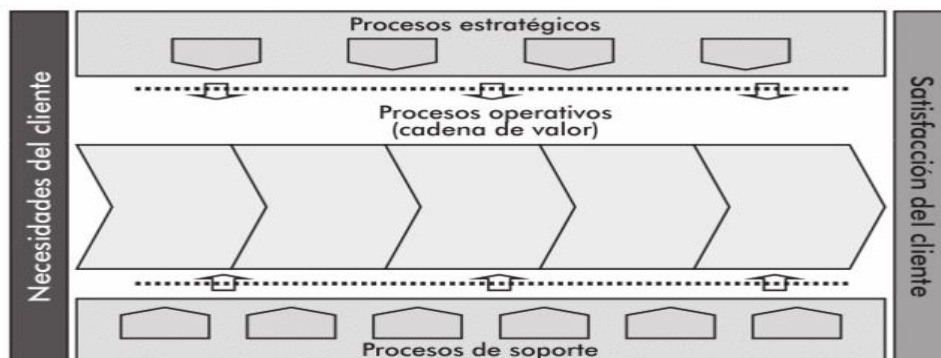 Necesidades del cliente
Procesos estratégicos
Procesos operativos
(cadena de valor)
Procesos de soporte
Satisfacción del cliente